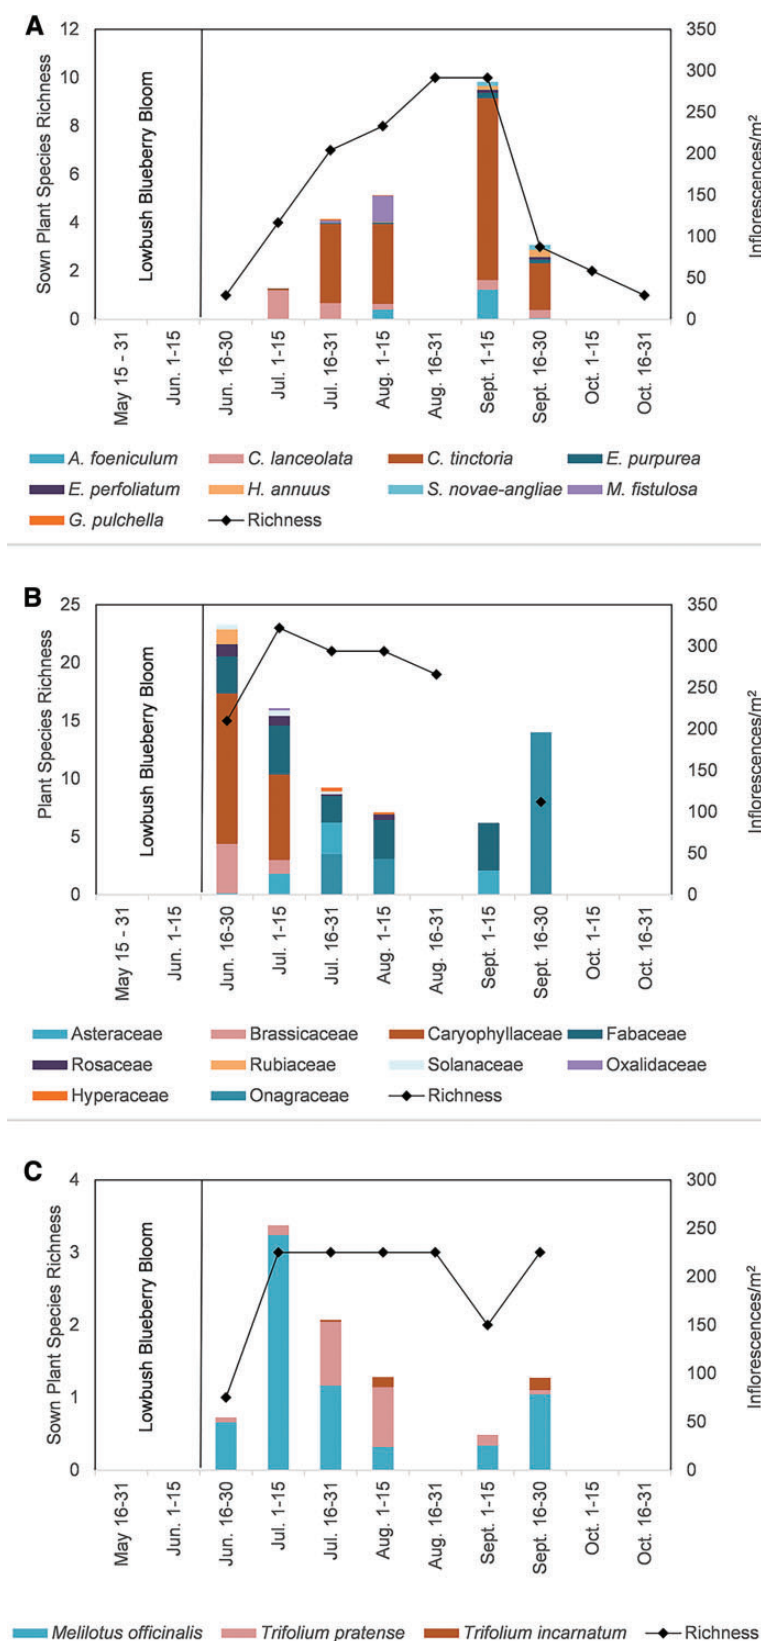 A
Sown Plant Species Richness
12
10
8
6
4
2
0
Lowbush Blueberry Bloom
350
300
250
200
150
100
50
0
Inflorescences/m²
May 15 - 31
Jun. 1-15
Jun. 16-30
Jul. 1-15
Jul. 16-31
Aug. 1-15
Aug. 16-31
Sept. 1-15
Sept. 16-30
Oct. 1-15
Oct. 16-31
A. foeniculum C. lanceolata C. tinctoria E. purpurea
E. perfoliatum H. annuus S. novae-angliae M. fistulosa
G. pulchella Richness
B
Plant Species Richness
25
20
15
10
5
0
Lowbush Blueberry Bloom
350
300
250
200
150
100
50
0
Inflorescences/m²
May 15 - 31
Jun. 1-15
Jun. 16-30
Jul. 1-15
Jul. 16-31
Aug. 1-15
Aug. 16-31
Sept. 1-15
Sept. 16-30
Oct. 1-15
Oct. 16-31
Asteraceae Brassicaceae Caryophyllaceae Fabaceae
Rosaceae Rubiaceae Solanaceae Oxalidaceae
Hyperaceae Onagraceae Richness
C
Sown Plant Species Richness
4
3
2
1
0
Lowbush Blueberry Bloom
300
250
200
150
100
50
0
Inflorescences/m²
May 16-31
Jun. 1-15
Jun. 16-30
Jul. 1-15
Jul. 16-31
Aug. 1-15
Aug. 16-31
Sept. 1-15
Sept. 16-30
Oct. 1-15
Oct. 16-31
Melilotus officinalis Trifolium pratense Trifolium incarnatum Richness